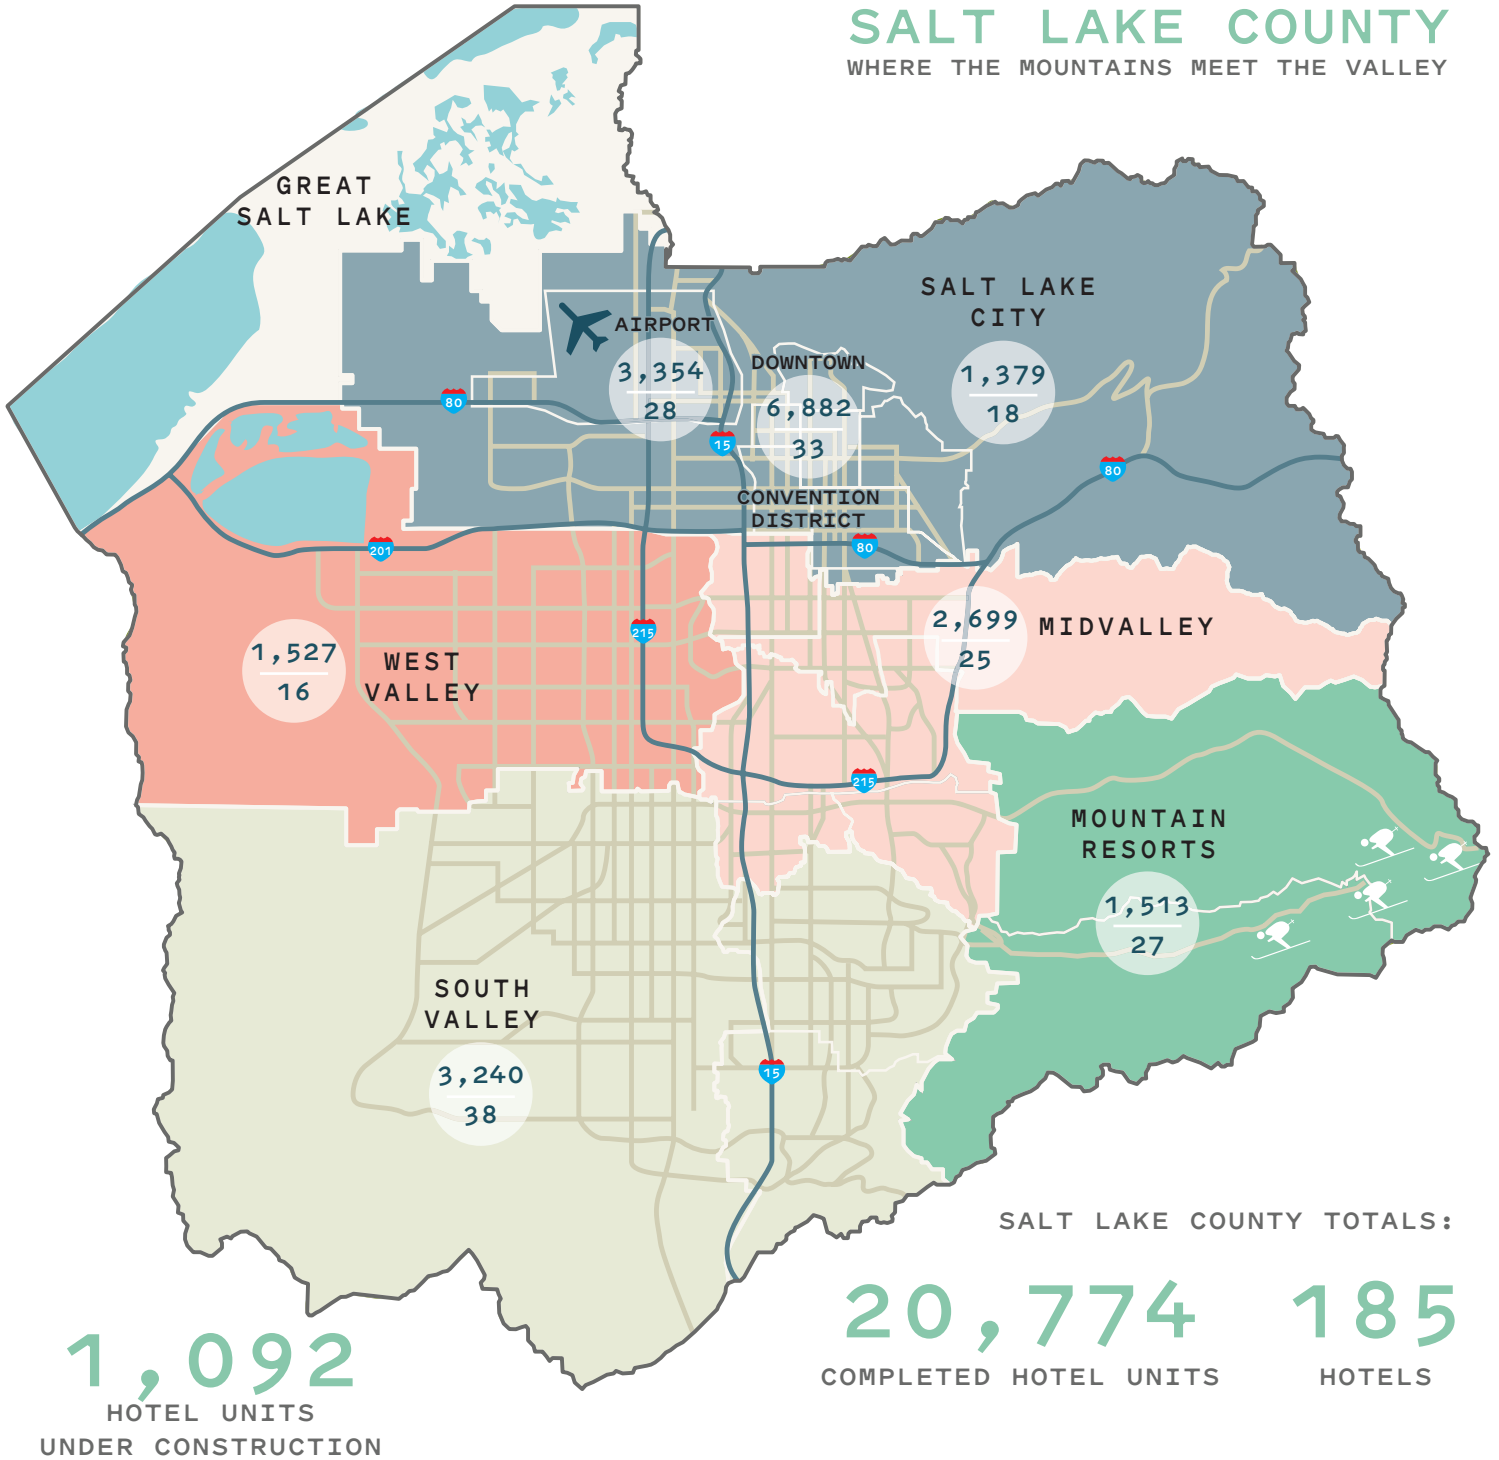 SALT LAKE COUNTY
WHERE THE MOUNTAINS MEET THE VALLEY
GREAT
SALT LAKE
SALT LAKE
CITY
1,379
18
AIRPORT
3,354
28
DOWNTOWN
6,882
33
CONVENTION
DISTRICT
80
15
80
201
80
215
2,699
25
MIDVALLEY
1,527
16
WEST
VALLEY
215
MOUNTAIN
RESORTS
1,513
27
SOUTH
VALLEY
3,240
38
15
SALT LAKE COUNTY TOTALS:
20,774
COMPLETED HOTEL UNITS
185
HOTELS
1,092
HOTEL UNITS
UNDER CONSTRUCTION